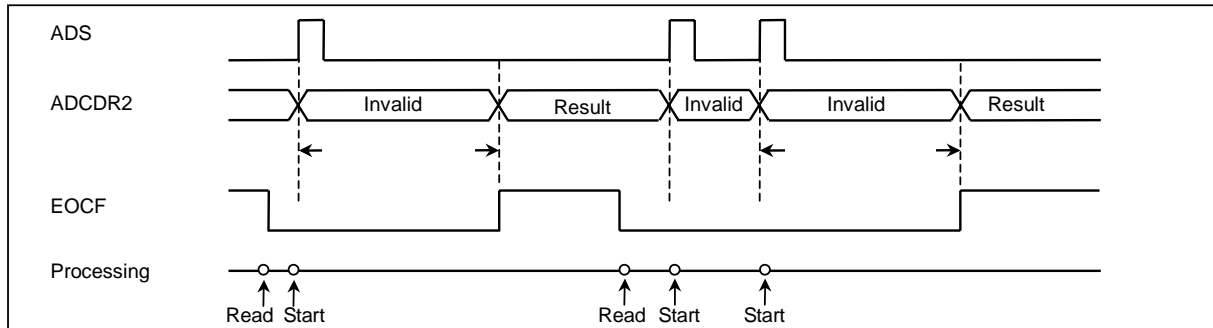 ADS
ADCDR2
Invalid
Result
Invalid
Invalid
Result
EOCF
Processing
Read Start
Read Start
Start